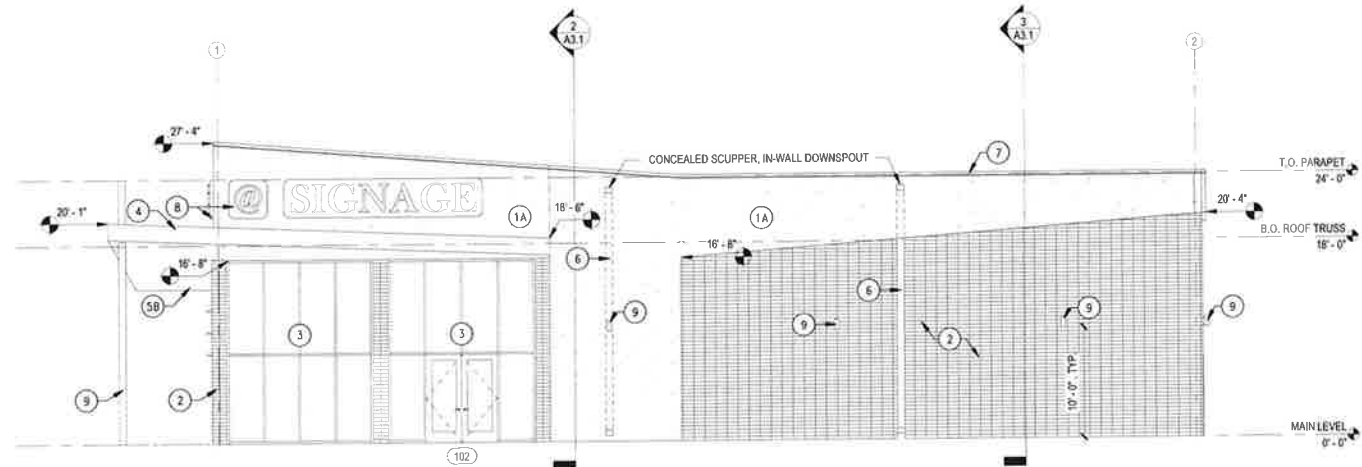 2
A3.1
3
A3.1
1
2
27' - 4"
CONCEALED SCUPPER, IN-WALL DOWNSPOUT
7
T.O. PARAPET
24' - 0"
20' - 1"
4
8
@ SIGNAGE
1A
18' - 6"
1A
20' - 4"
B.O. ROOF TRUSS
18' - 0"
16' - 8"
5B
6
16' - 8"
6
3
3
9
9
2
9
9
10' - 0", TYP.
9
2
MAIN LEVEL
0' - 0"
102